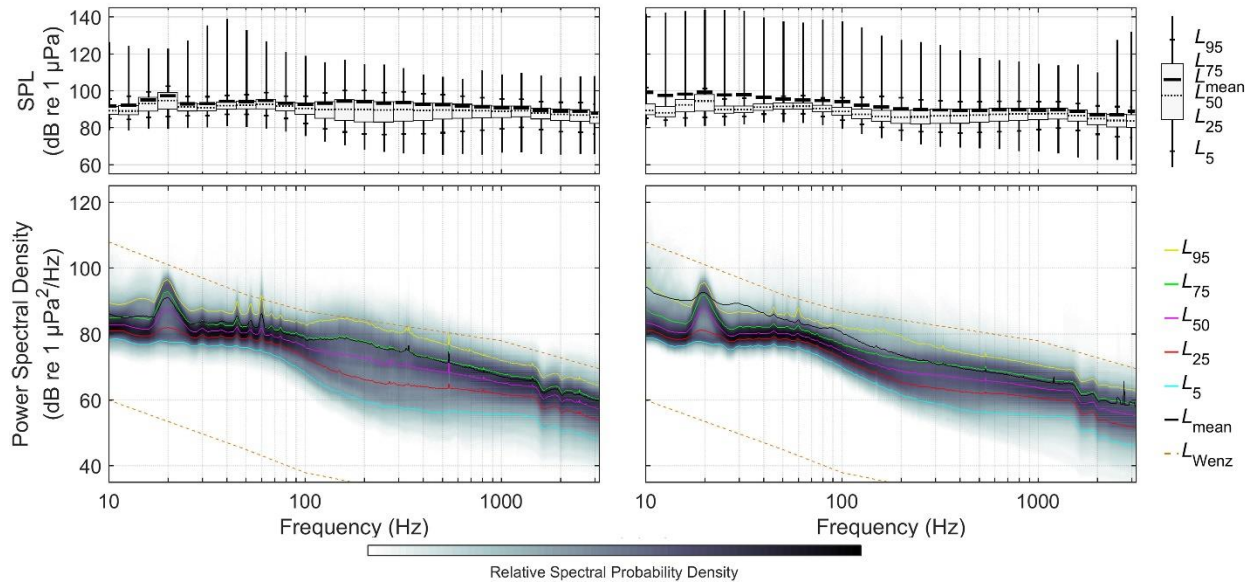 140
120
100
80
60
SPL
(dB re 1 µPa)
L95
L75
Lmean
L50
L25
L5
120
100
80
60
40
Power Spectral Density
(dB re 1 µPa²/Hz)
10 100 1000
10 100 1000
Frequency (Hz)
Frequency (Hz)
L95
L75
L50
L25
L5
Lmean
LWenz
Relative Spectral Probability Density